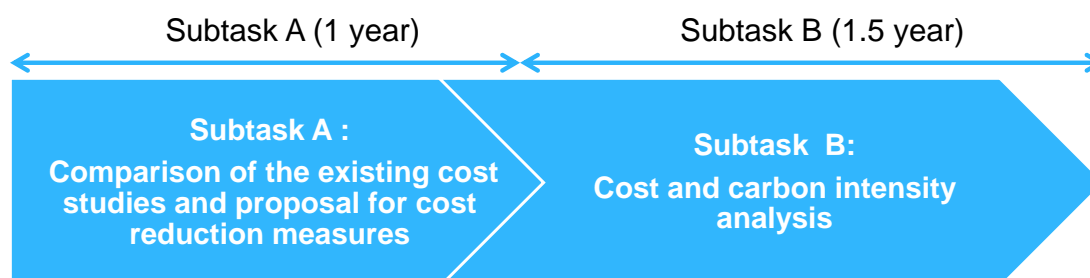 Subtask A (1 year)
Subtask B (1.5 year)
Subtask A :
Comparison of the existing cost
studies and proposal for cost
reduction measures
Subtask B:
Cost and carbon intensity
analysis